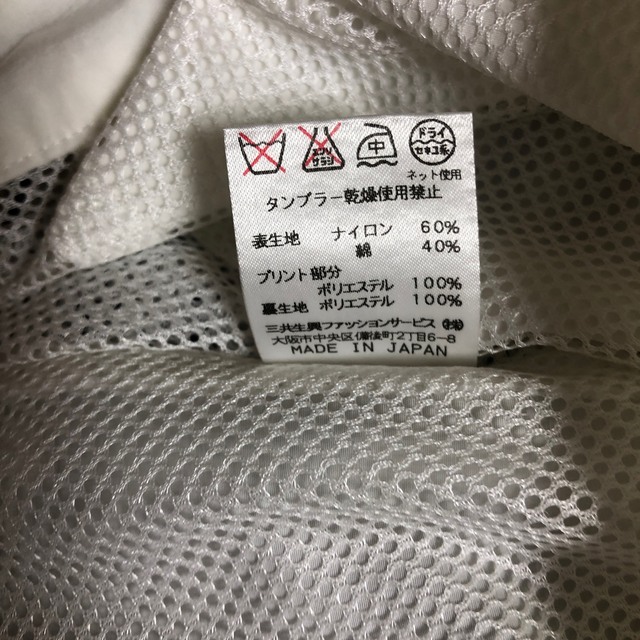 エンソ サラシ 中 ドライ セキユ系
ネット使用
タンブラー乾燥使用禁止
表生地 ナイロン 60%
綿 40%
プリント部分
ポリエステル 100%
裏生地 ポリエステル 100%
三共生興ファッションサービス ㈱
大阪市中央区備後町2丁目6-8
MADE IN JAPAN